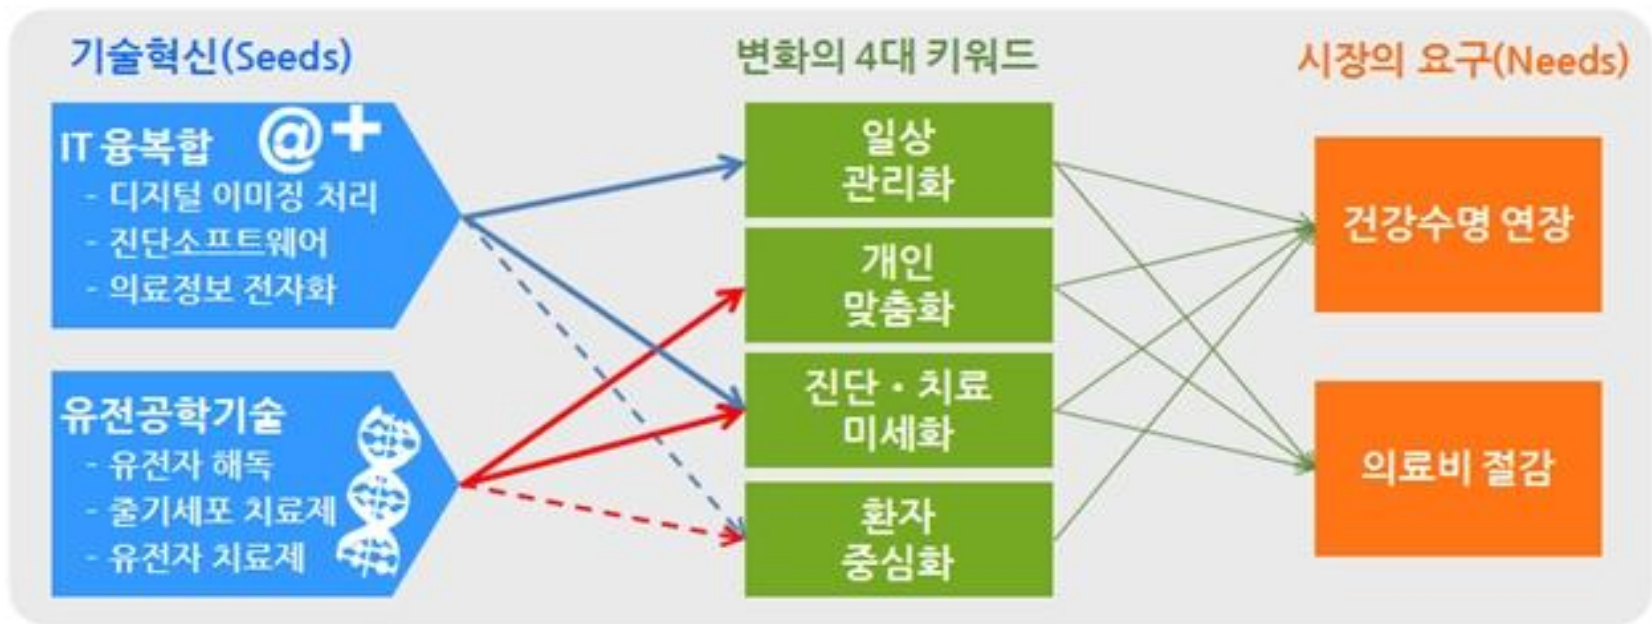 기술혁신(Seeds)
IT 융복합 @+
- 디지털 이미징 처리
- 진단소프트웨어
- 의료정보 전자화
유전공학기술
- 유전자 해독
- 줄기세포 치료제
- 유전자 치료제
변화의 4대 키워드
일상
관리화
개인
맞춤화
진단・치료
미세화
환자
중심화
시장의 요구(Needs)
건강수명 연장
의료비 절감